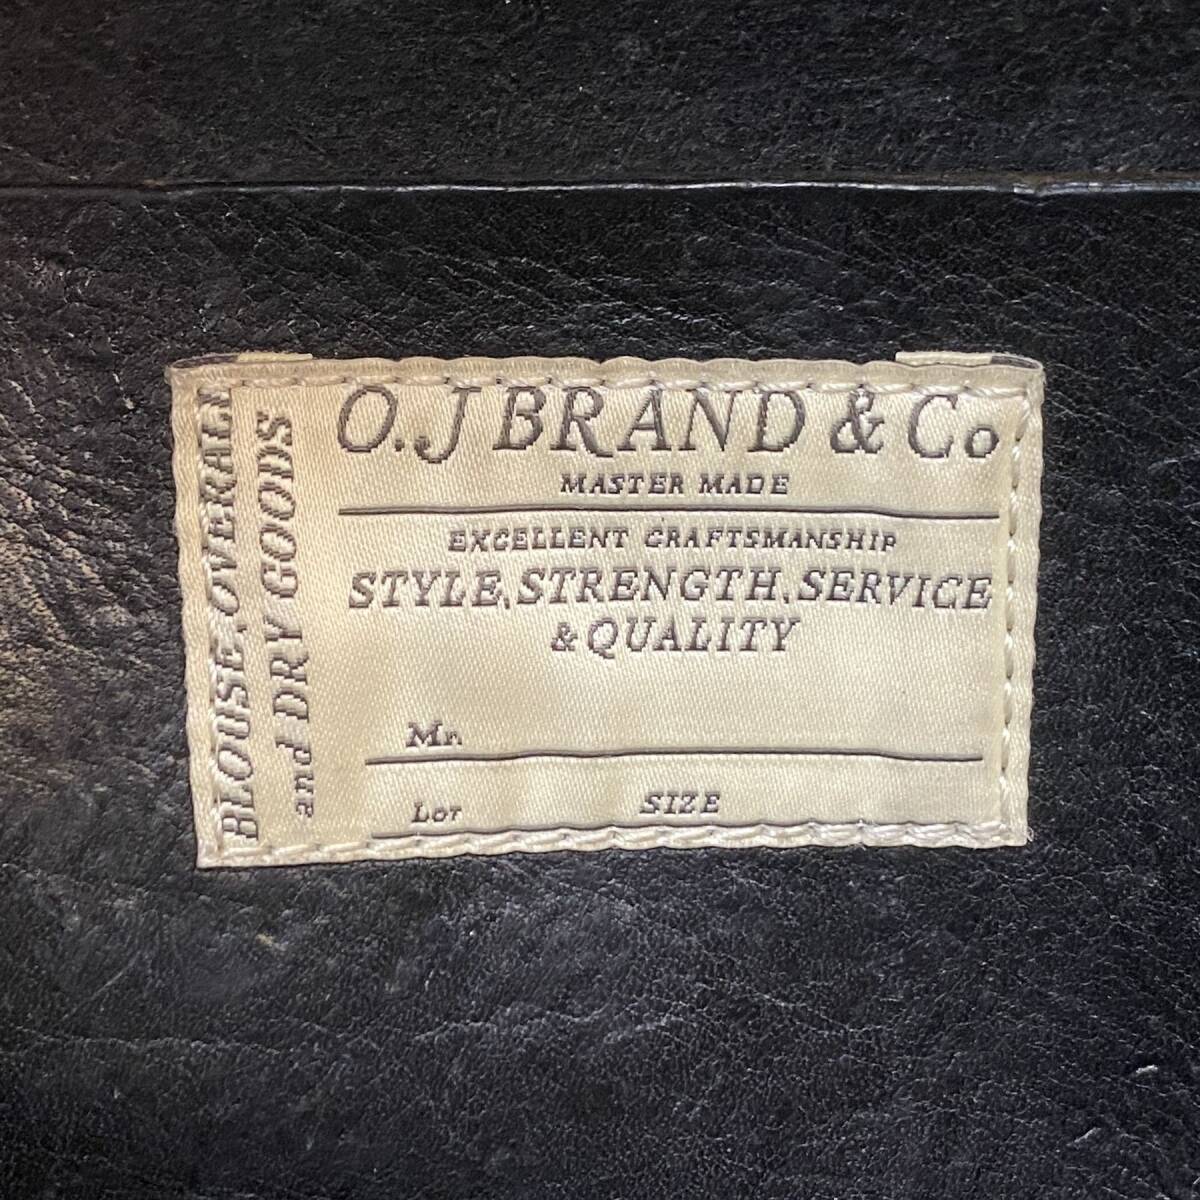 O.J BRAND & Co
MASTER MADE
EXCELLENT CRAFTSMANSHIP
STYLE, STRENGTH, SERVICE
& QUALITY
Mr.
Lot SIZE
BLOUSE, OVERALL
and DRY GOODS